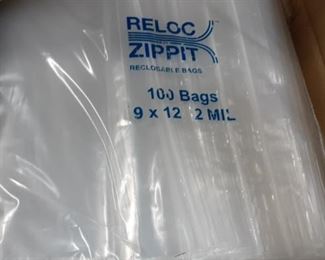 RELOC
ZIPPIT
RECLOSABLE BAGS
100 Bags
9 x 12 2 MIL